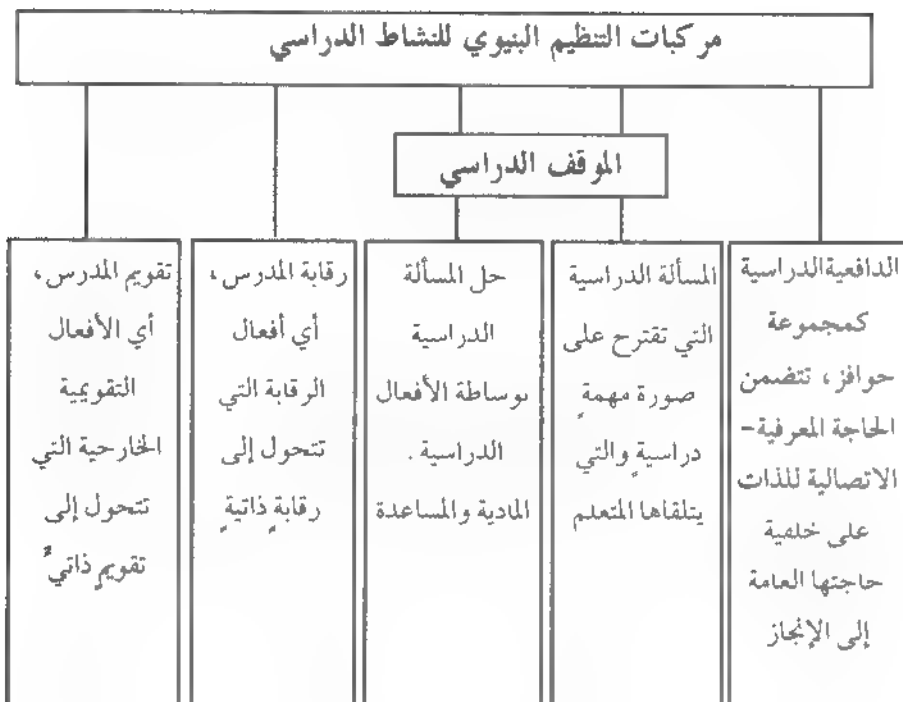 مركبات التنظيم البنيوي للنشاط الدراسي
الموقف الدراسي
الدافعية الدراسية
كمجموعة
حوافز، تتضمن
الحاجة المعرفية-
الاتصالية للذات
على خلفية
حاجتها العامة
إلى الإنجاز
المسألة الدراسية
التي تقترح على
صورة مهمةٍ
دراسيةٍ والتي
يتلقاها المتعلم
حل المسألة
الدراسية
بوساطة الأفعال
الدراسية.
المادية والمساعدة
رقابة المدرس،
أي أفعال
الرقابة التي
تتحول إلى
رقابةٍ ذاتيةٍ
تقويم المدرس،
أي الأفعال
التقويمية
الخارجية التي
تتحول إلى
تقويمٍ ذاتيٍّ